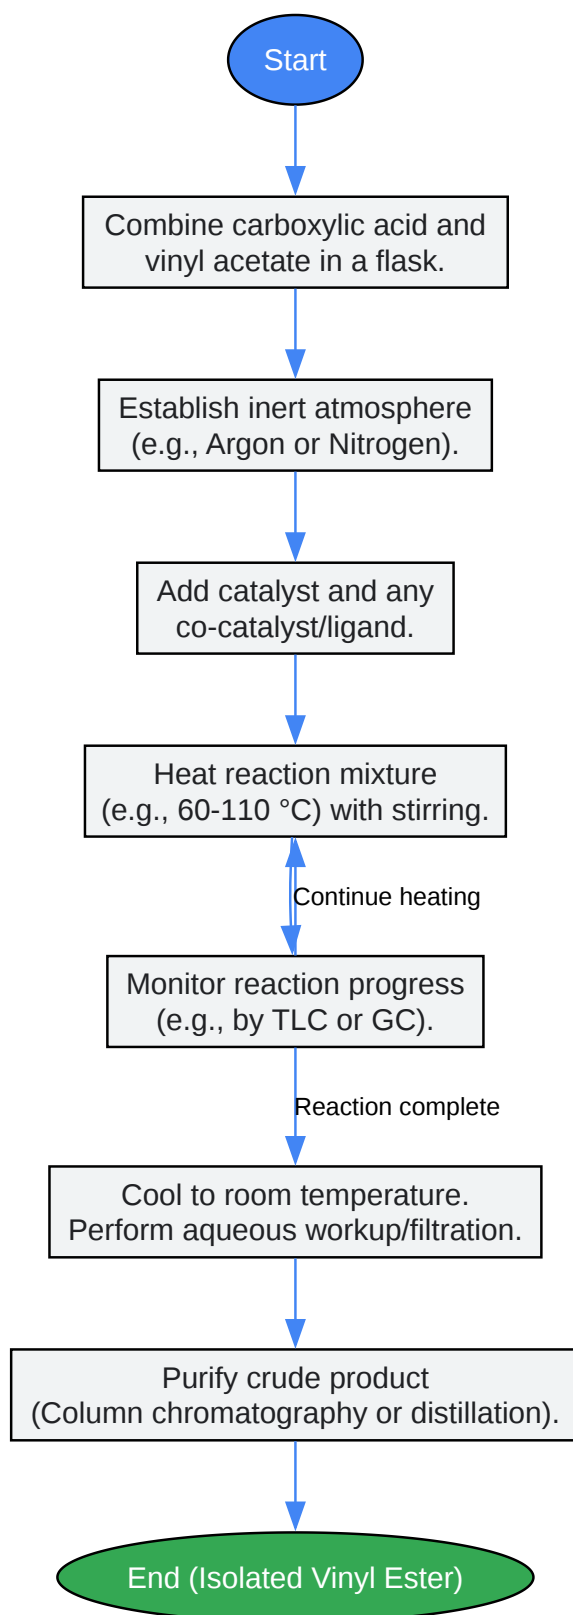 Start
Combine carboxylic acid and
vinyl acetate in a flask.
Establish inert atmosphere
(e.g., Argon or Nitrogen).
Add catalyst and any
co-catalyst/ligand.
Heat reaction mixture
(e.g., 60-110 °C) with stirring.
Continue heating
Monitor reaction progress
(e.g., by TLC or GC).
Reaction complete
Cool to room temperature.
Perform aqueous workup/filtration.
Purify crude product
(Column chromatography or distillation).
End (Isolated Vinyl Ester)